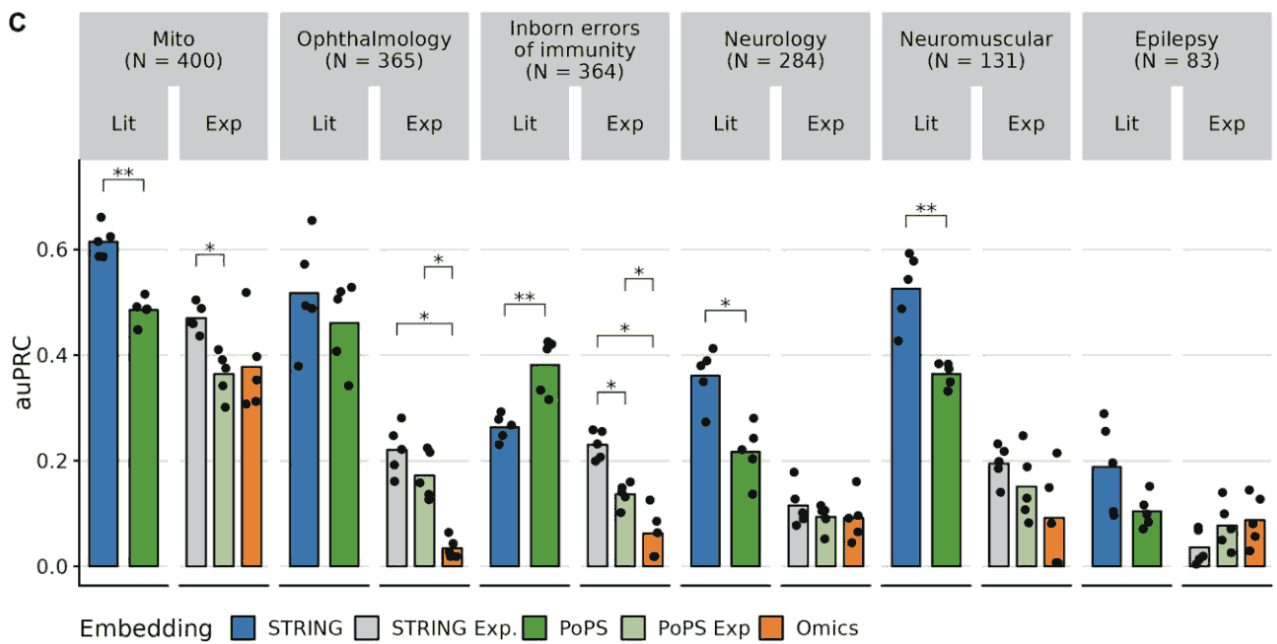 C
Mito
(N = 400)
Ophthalmology
(N = 365)
Inborn errors
of immunity
(N = 364)
Neurology
(N = 284)
Neuromuscular
(N = 131)
Epilepsy
(N = 83)
Lit Exp Lit Exp Lit Exp Lit Exp Lit Exp Lit Exp
**
*
*
*
**
*
*
*
*
**
auPRC
0.6
0.4
0.2
0.0
Embedding STRING STRING Exp. PoPS PoPS Exp Omics